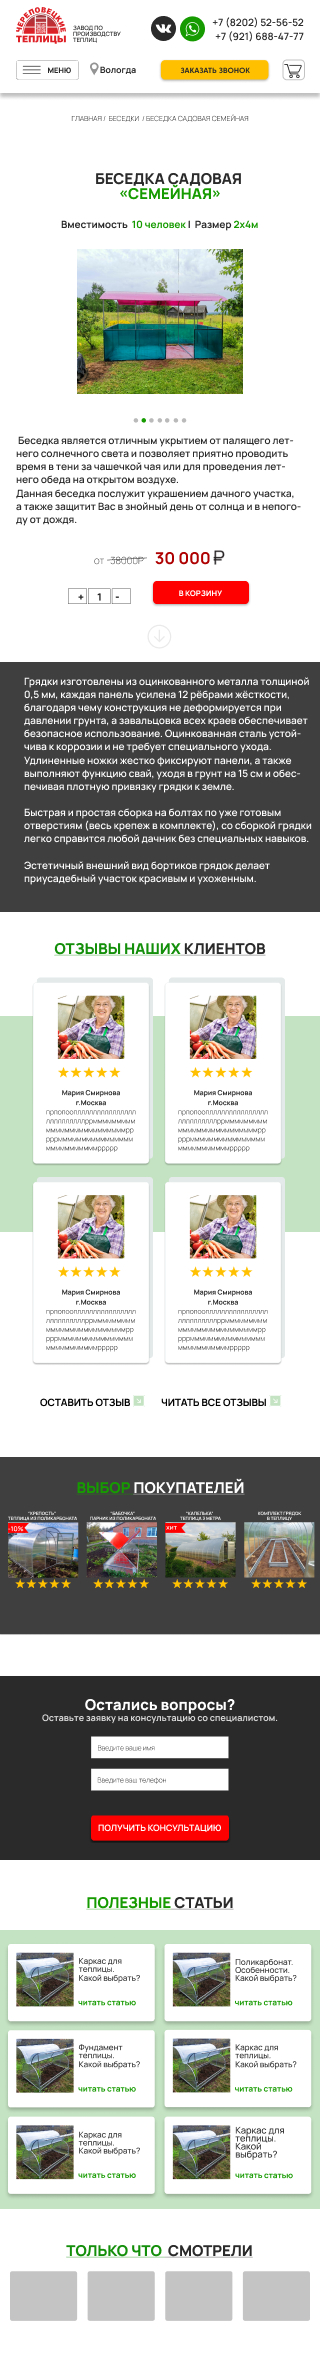 ЧЕРЕПОВЕЦКИЕ
ТЕПЛИЦЫ
ЗАВОД ПО
ПРОИЗВОДСТВУ
ТЕПЛИЦ
+7 (8202) 52-56-52
+7 (921) 688-47-77
МЕНЮ
Вологда
ЗАКАЗАТЬ ЗВОНОК
ГЛАВНАЯ / БЕСЕДКИ / БЕСЕДКА САДОВАЯ СЕМЕЙНАЯ
БЕСЕДКА САДОВАЯ
«СЕМЕЙНАЯ»
Вместимость 10 человек I Размер 2х4м
Беседка является отличным укрытием от палящего лет-
него солнечного света и позволяет приятно проводить
время в тени за чашечкой чая или для проведения лет-
него обеда на открытом воздухе.
Данная беседка послужит украшением дачного участка,
а также защитит Вас в знойный день от солнца и в непого-
ду от дождя.
от 38000₽ 30 000 ₽
+ 1 -
В КОРЗИНУ
Грядки изготовлены из оцинкованного металла толщиной
0,5 мм, каждая панель усилена 12 рёбрами жёсткости,
благодаря чему конструкция не деформируется при
давлении грунта, а завальцовка всех краев обеспечивает
безопасное использование. Оцинкованная сталь устой-
чива к коррозии и не требует специального ухода.
Удлиненные ножки жестко фиксируют панели, а также
выполняют функцию свай, уходя в грунт на 15 см и обес-
печивая плотную привязку грядки к земле.
Быстрая и простая сборка на болтах по уже готовым
отверстиям (весь крепеж в комплекте), со сборкой грядки
легко справится любой дачник без специальных навыков.
Эстетичный внешний вид бортиков грядок делает
приусадебный участок красивым и ухоженным.
ОТЗЫВЫ НАШИХ КЛИЕНТОВ
Мария Смирнова
г.Москва
Мария Смирнова
г.Москва
Мария Смирнова
г.Москва
Мария Смирнова
г.Москва
ОСТАВИТЬ ОТЗЫВ
ЧИТАТЬ ВСЕ ОТЗЫВЫ
ВЫБОР ПОКУПАТЕЛЕЙ
"КРЕПОСТЬ"
ТЕПЛИЦА ИЗ ПОЛИКАРБОНАТА
-10%
"БАБОЧКА"
ПАРНИК ИЗ ПОЛИКАРБОНАТА
"КАПЕЛЬКА"
ТЕПЛИЦА 3 МЕТРА
ХИТ
КОМПЛЕКТ ГРЯДОК
В ТЕПЛИЦУ
Остались вопросы?
Оставьте заявку на консультацию со специалистом.
Введите ваше имя
Введите ваш телефон
ПОЛУЧИТЬ КОНСУЛЬТАЦИЮ
ПОЛЕЗНЫЕ СТАТЬИ
Каркас для
теплицы.
Какой выбрать?
читать статью
Поликарбонат.
Особенности.
Какой выбрать?
читать статью
Фундамент
теплицы.
Какой выбрать?
читать статью
Каркас для
теплицы.
Какой выбрать?
читать статью
Каркас для
теплицы.
Какой выбрать?
читать статью
Каркас для
теплицы.
Какой
выбрать?
читать статью
ТОЛЬКО ЧТО СМОТРЕЛИ